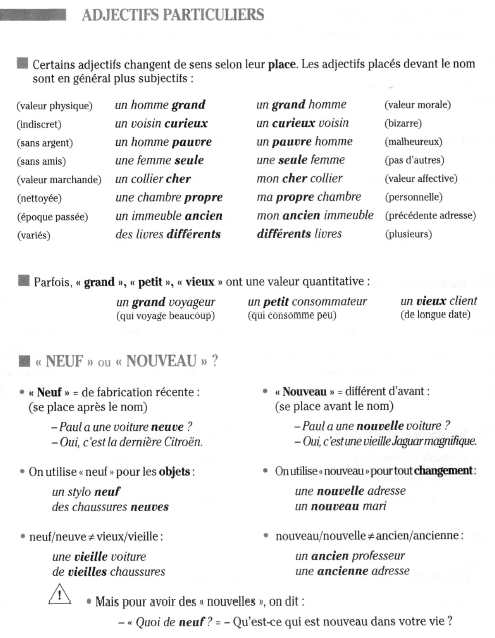 ADJECTIFS PARTICULIERS
Certains adjectifs changent de sens selon leur place. Les adjectifs placés devant le nom
sont en général plus subjectifs :
(valeur physique) un homme grand un grand homme (valeur morale)
(indiscret) un voisin curieux un curieux voisin (bizarre)
(sans argent) un homme pauvre un pauvre homme (malheureux)
(sans amis) une femme seule une seule femme (pas d'autres)
(valeur marchande) un collier cher mon cher collier (valeur affective)
(nettoyée) une chambre propre ma propre chambre (personnelle)
(époque passée) un immeuble ancien mon ancien immeuble (précédente adresse)
(variés) des livres différents différents livres (plusieurs)
Parfois, « grand », « petit », « vieux » ont une valeur quantitative :
un grand voyageur un petit consommateur un vieux client
(qui voyage beaucoup) (qui consomme peu) (de longue date)
« NEUF » ou « NOUVEAU » ?
• « Neuf » = de fabrication récente :
(se place après le nom)
– Paul a une voiture neuve ?
– Oui, c'est la dernière Citroën.
• On utilise « neuf » pour les objets :
un stylo neuf
des chaussures neuves
• neuf/neuve ≠ vieux/vieille :
une vieille voiture
de vieilles chaussures
• « Nouveau » = différent d'avant :
(se place avant le nom)
– Paul a une nouvelle voiture ?
– Oui, c'est une vieille Jaguar magnifique.
• On utilise « nouveau » pour tout changement :
une nouvelle adresse
un nouveau mari
• nouveau/nouvelle ≠ ancien/ancienne :
un ancien professeur
une ancienne adresse
! • Mais pour avoir des « nouvelles », on dit :
– « Quoi de neuf ? = – Qu'est-ce qui est nouveau dans votre vie ?